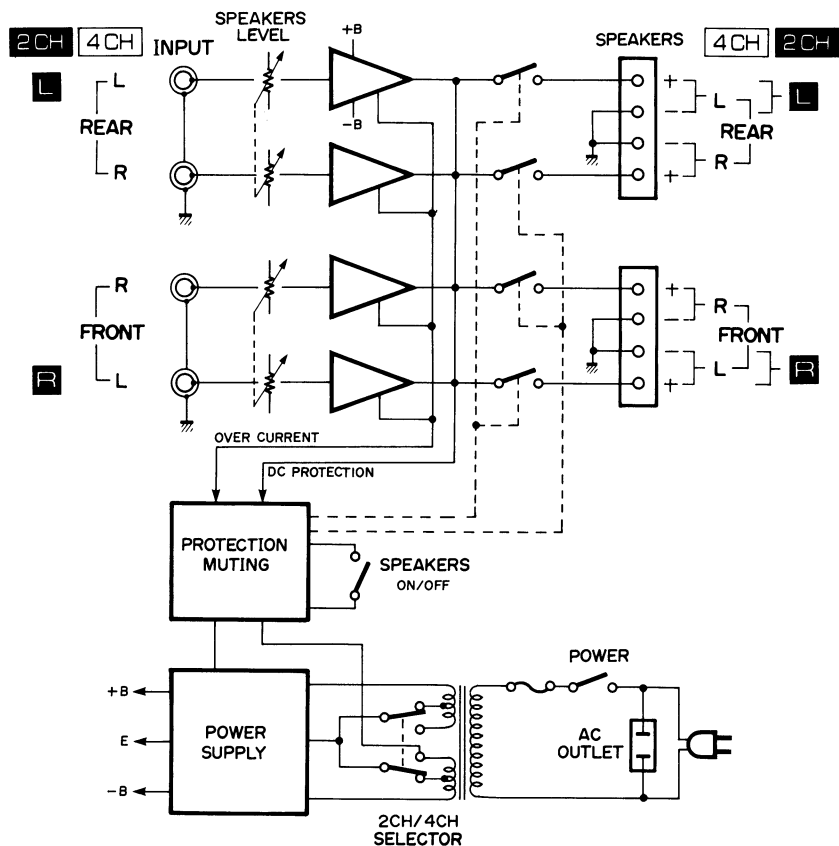 SPEAKERS
LEVEL
2CH 4CH INPUT
+B
-B
SPEAKERS
4CH 2CH
L
L
REAR
R
+
−
−
+
L
REAR
R
L
R
FRONT
L
R
+
−
−
+
R
FRONT
L
R
OVER CURRENT
DC PROTECTION
PROTECTION
MUTING
SPEAKERS
ON/OFF
+B
E
-B
POWER
SUPPLY
POWER
AC
OUTLET
2CH/4CH
SELECTOR